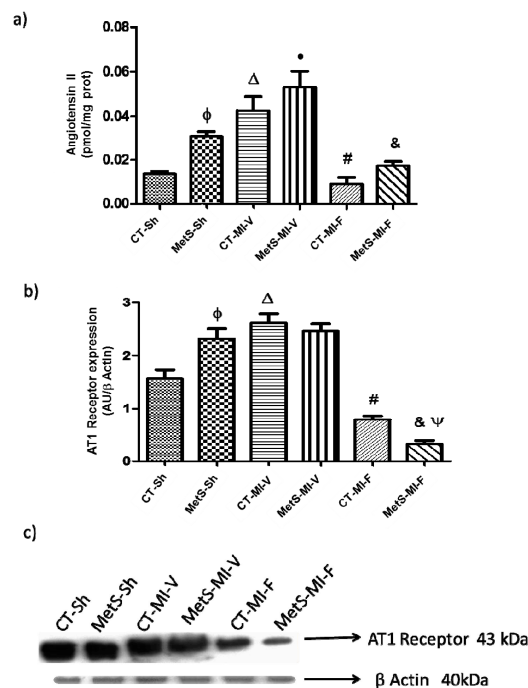 a)
Angiotensin II
(pmol/mg prot)
0.08
0.06
0.04
0.02
0.00
ϕ
Δ
•
#
&
CT-Sh
MetS-Sh
CT-MI-V
MetS-MI-V
CT-MI-F
MetS-MI-F
b)
AT1 Receptor expression
(AU/β Actin)
3
2
1
0
ϕ
Δ
#
& Ψ
CT-Sh
MetS-Sh
CT-MI-V
MetS-MI-V
CT-MI-F
MetS-MI-F
c)
CT-Sh
MetS-Sh
CT-MI-V
MetS-MI-V
CT-MI-F
MetS-MI-F
AT1 Receptor 43 kDa
β Actin 40kDa